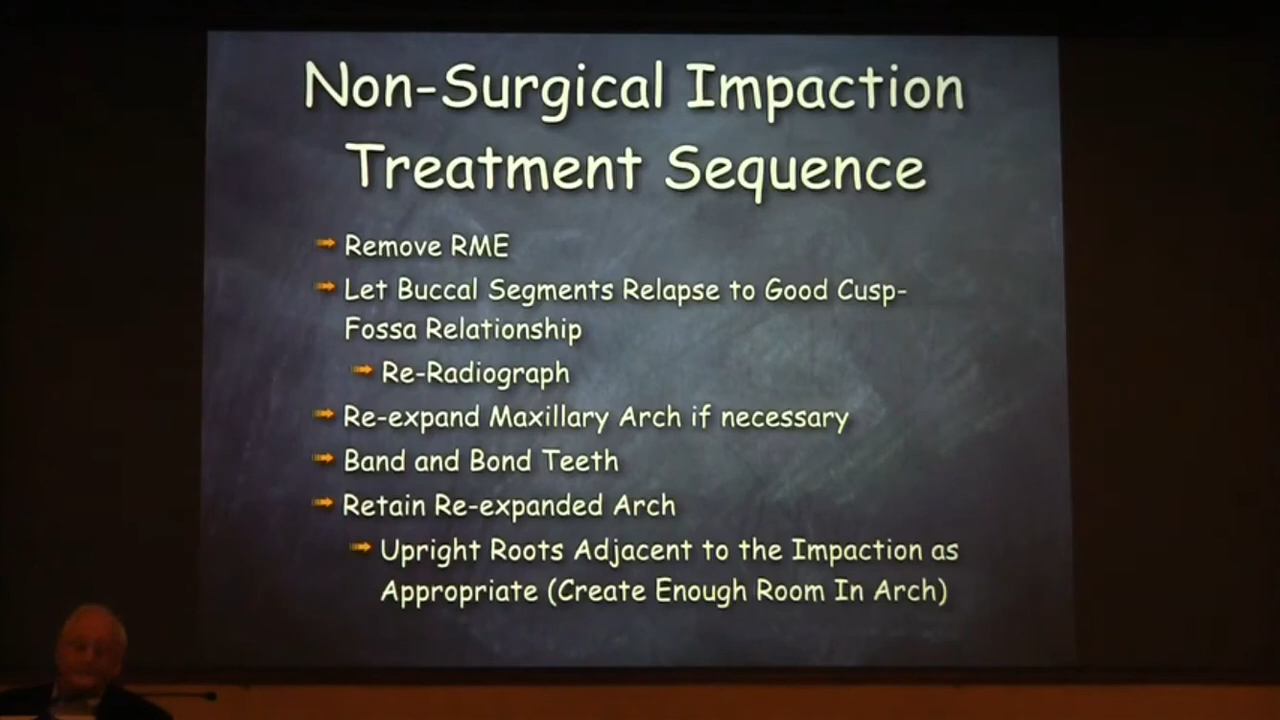 Non-Surgical Impaction
Treatment Sequence
Remove RME
Let Buccal Segments Relapse to Good Cusp-
Fossa Relationship
Re-Radiograph
Re-expand Maxillary Arch if necessary
Band and Bond Teeth
Retain Re-expanded Arch
Upright Roots Adjacent to the Impaction as
Appropriate (Create Enough Room In Arch)